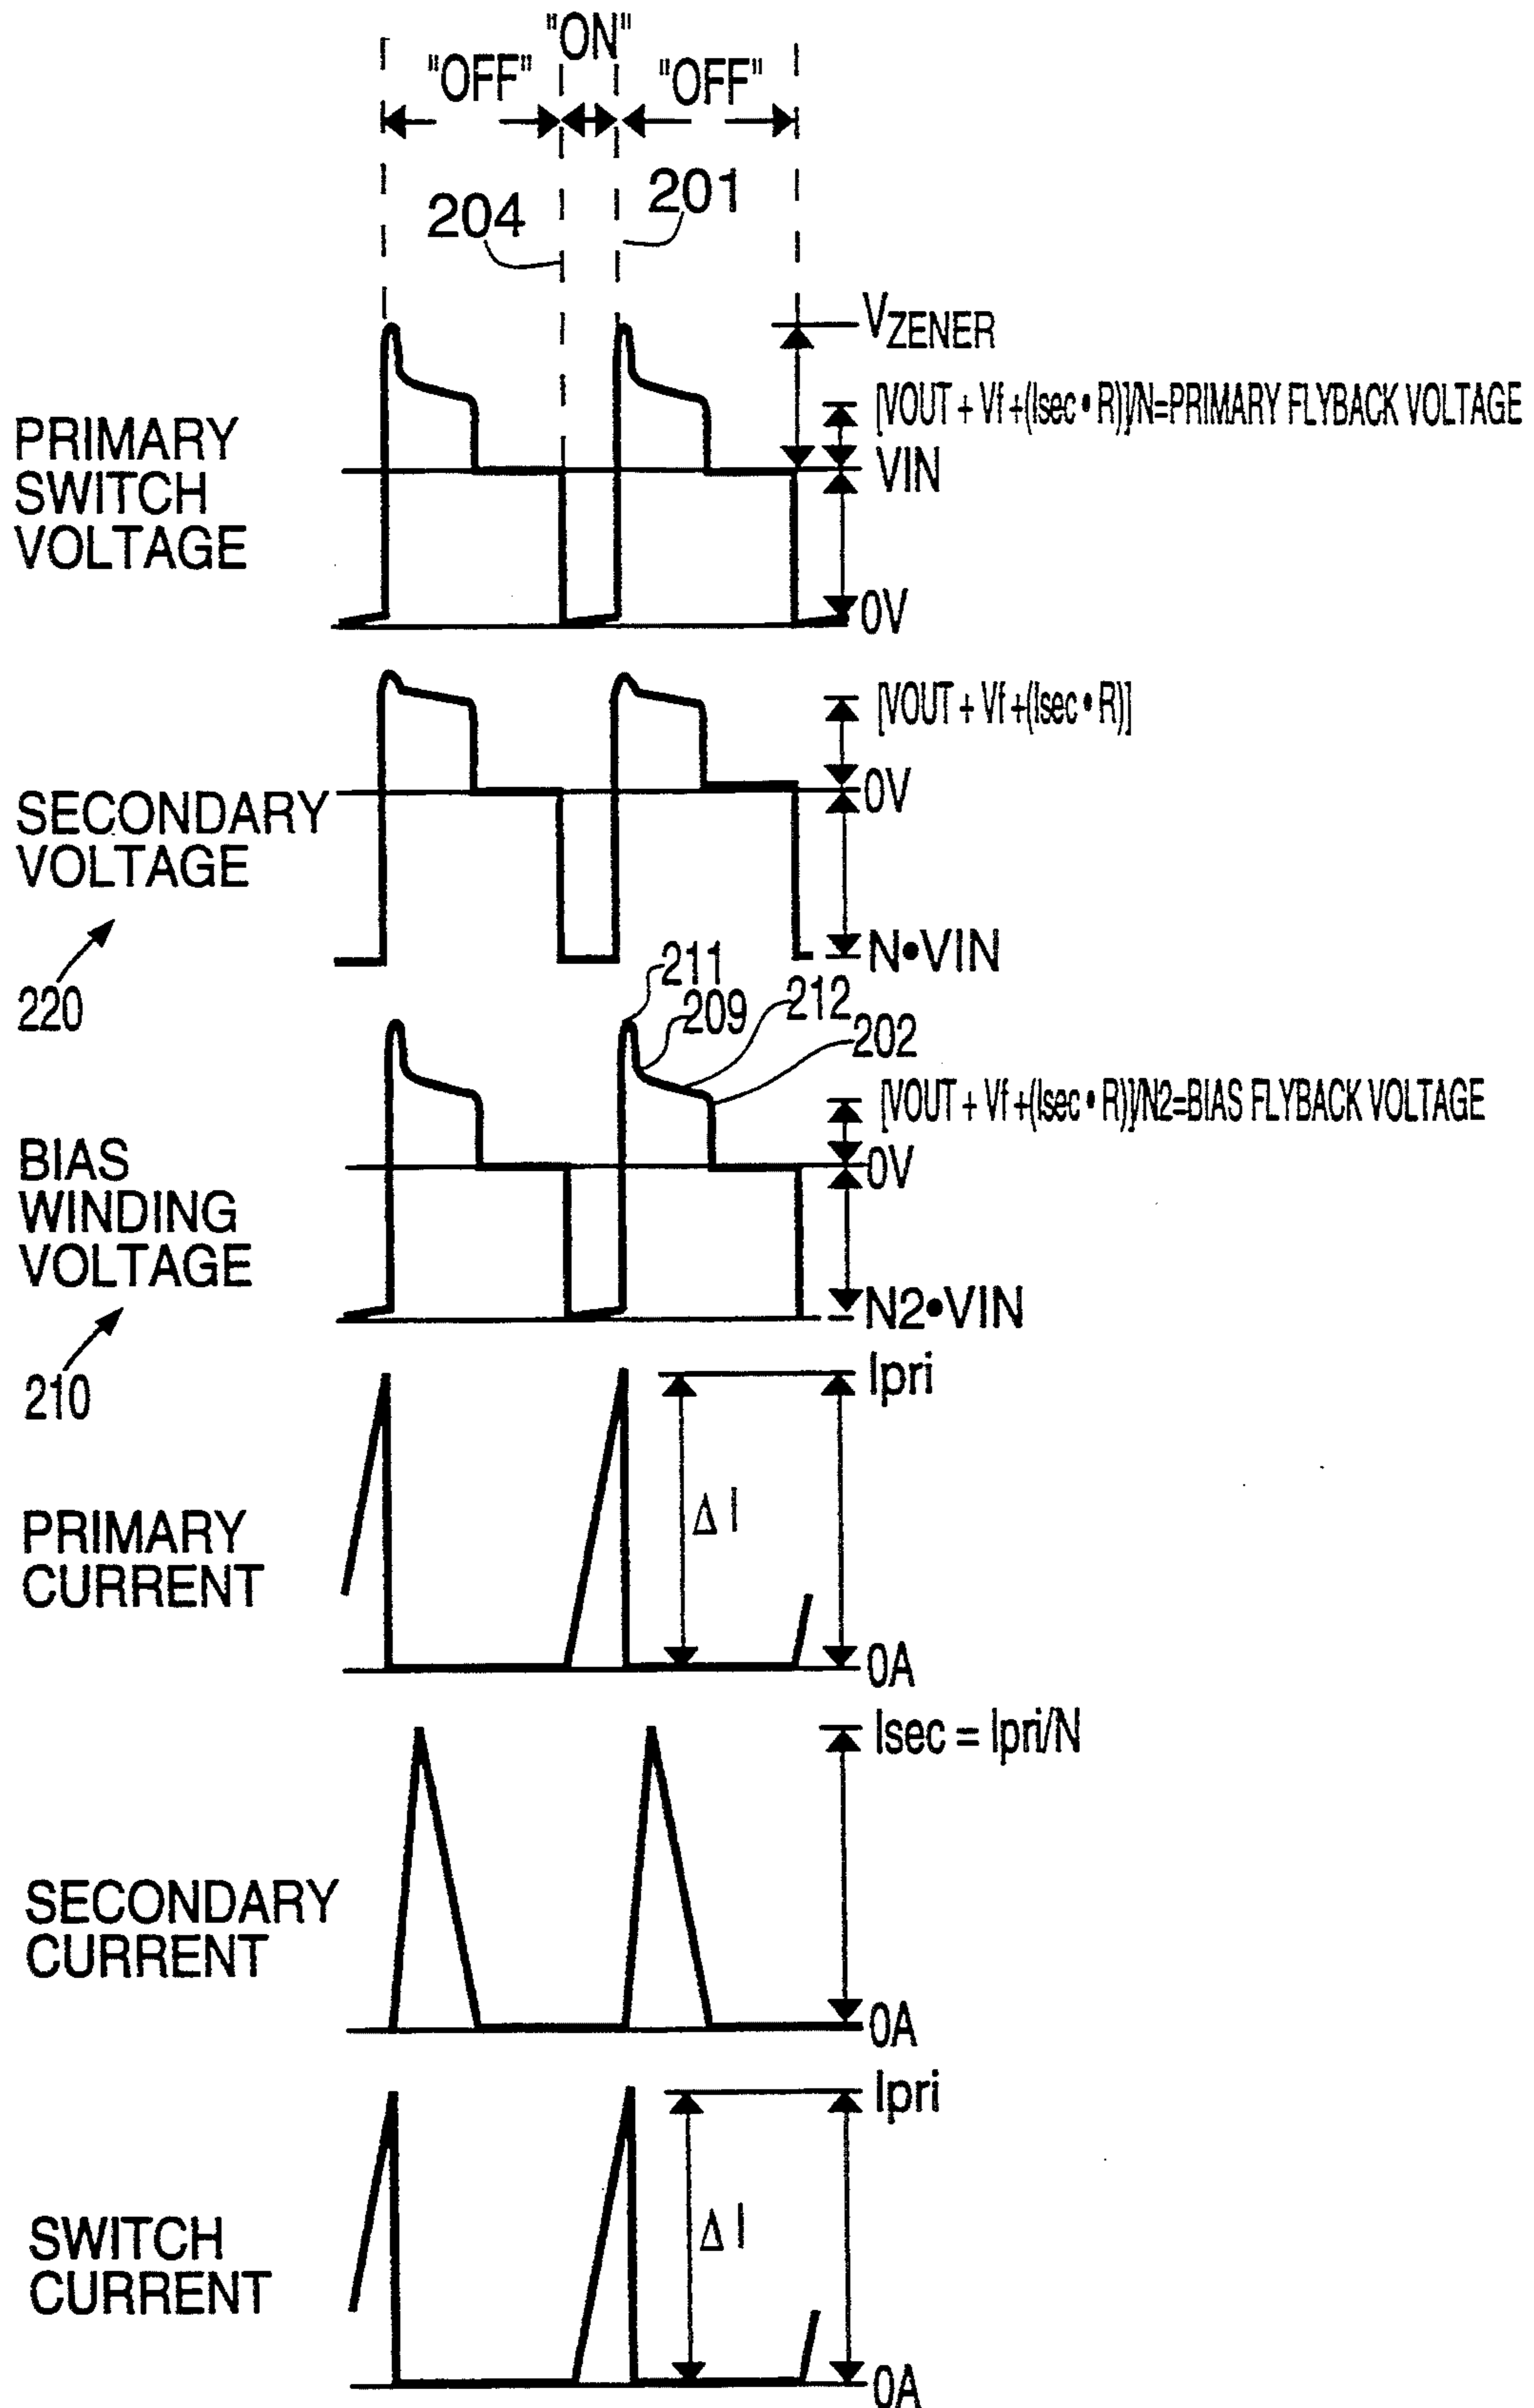 "ON"
"OFF" "OFF"
204 201
VZENER
[VOUT + Vf +(Isec • R)]/N=PRIMARY FLYBACK VOLTAGE
PRIMARY
SWITCH
VOLTAGE
VIN
0V
[VOUT + Vf +(Isec • R)]
0V
SECONDARY
VOLTAGE
220
N•VIN
211
209
212
202
[VOUT + Vf +(Isec • R)]/N2=BIAS FLYBACK VOLTAGE
BIAS
WINDING
VOLTAGE
210
0V
N2•VIN
Ipri
Δ I
PRIMARY
CURRENT
0A
Isec = Ipri/N
SECONDARY
CURRENT
0A
Ipri
Δ I
SWITCH
CURRENT
0A